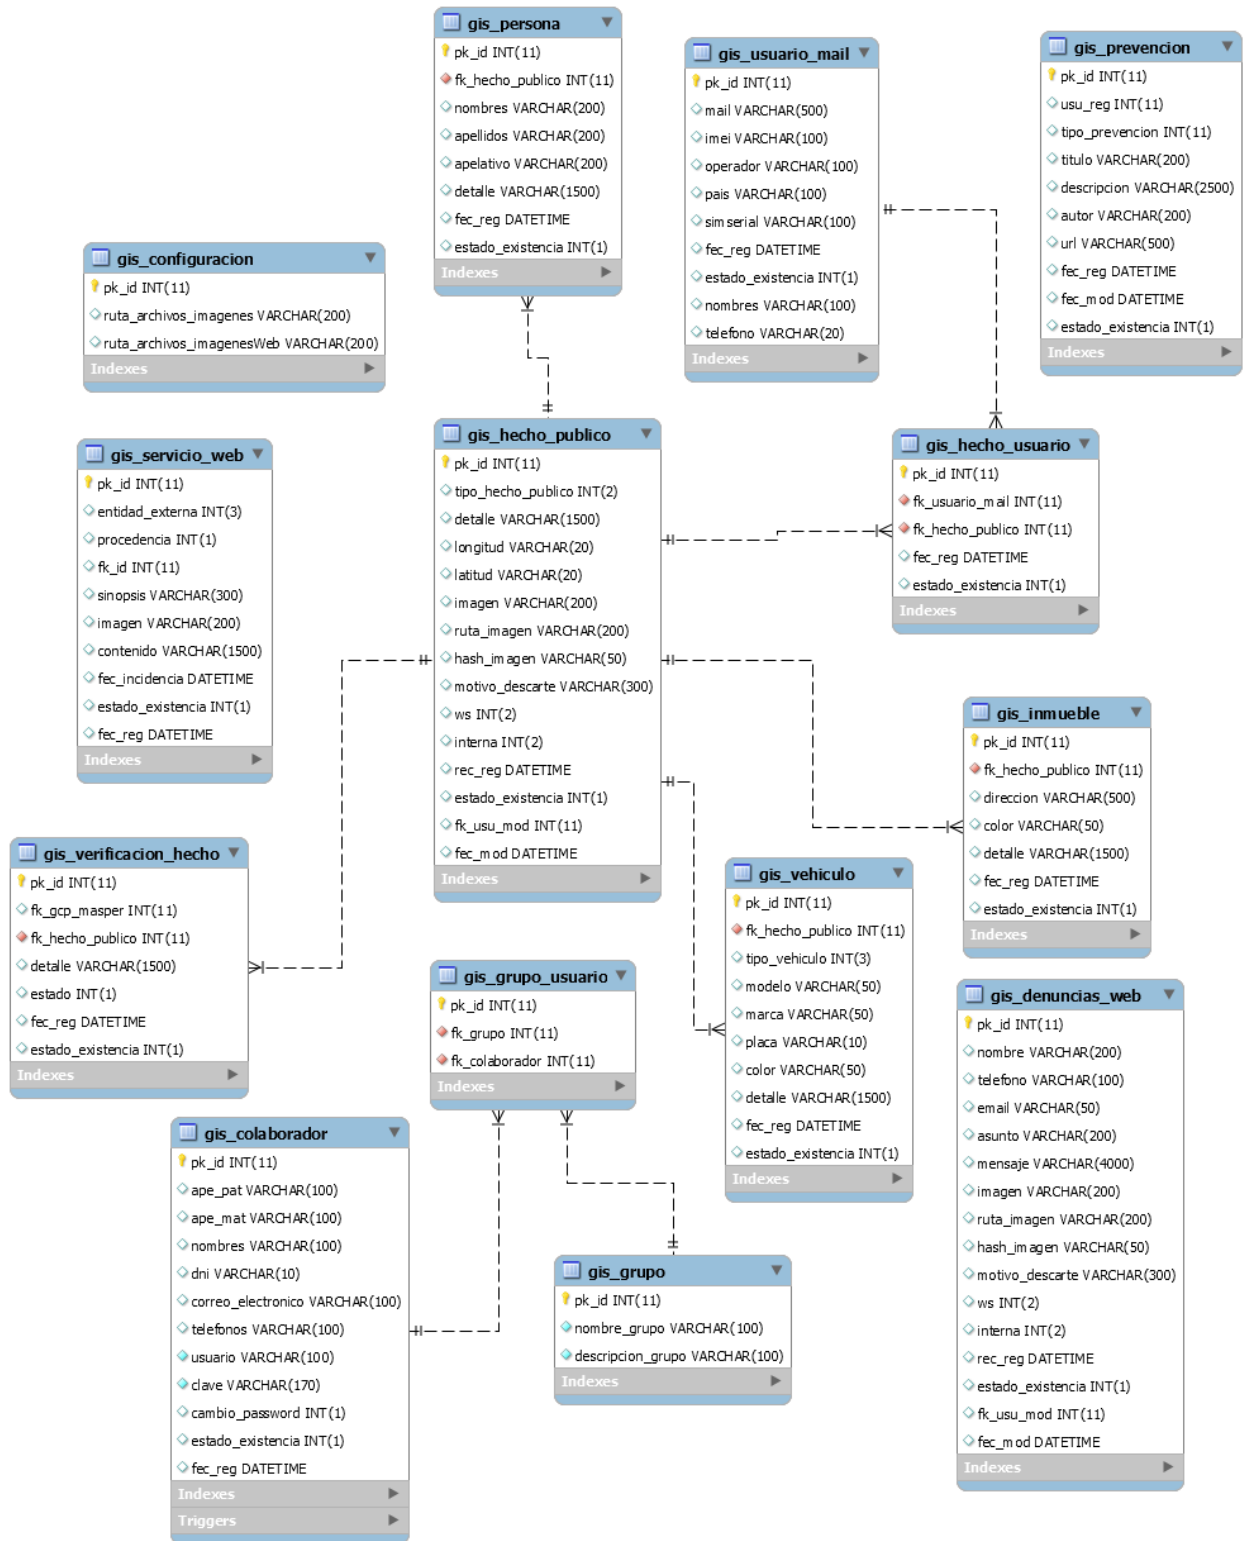 gis_persona
pk_id INT(11)
fk_hecho_publico INT(11)
nombres VARCHAR(200)
apellidos VARCHAR(200)
apelativo VARCHAR(200)
detalle VARCHAR(1500)
fec_reg DATETIME
estado_existencia INT(1)
Indexes
gis_usuario_mail
pk_id INT(11)
mail VARCHAR(500)
imei VARCHAR(100)
operador VARCHAR(100)
pais VARCHAR(100)
simserial VARCHAR(100)
fec_reg DATETIME
estado_existencia INT(1)
nombres VARCHAR(100)
telefono VARCHAR(20)
Indexes
gis_prevencion
pk_id INT(11)
usu_reg INT(11)
tipo_prevencion INT(11)
titulo VARCHAR(200)
descripcion VARCHAR(2500)
autor VARCHAR(200)
url VARCHAR(500)
fec_reg DATETIME
fec_mod DATETIME
estado_existencia INT(1)
Indexes
gis_configuracion
pk_id INT(11)
ruta_archivos_imagenes VARCHAR(200)
ruta_archivos_imagenesWeb VARCHAR(200)
Indexes
gis_servicio_web
pk_id INT(11)
entidad_externa INT(3)
procedencia INT(1)
fk_id INT(11)
sinopsis VARCHAR(300)
imagen VARCHAR(200)
contenido VARCHAR(1500)
fec_incidencia DATETIME
estado_existencia INT(1)
fec_reg DATETIME
Indexes
gis_hecho_publico
pk_id INT(11)
tipo_hecho_publico INT(2)
detalle VARCHAR(1500)
longitud VARCHAR(20)
latitud VARCHAR(20)
imagen VARCHAR(200)
ruta_imagen VARCHAR(200)
hash_imagen VARCHAR(50)
motivo_descarte VARCHAR(300)
ws INT(2)
interna INT(2)
rec_reg DATETIME
estado_existencia INT(1)
fk_usu_mod INT(11)
fec_mod DATETIME
Indexes
gis_hecho_usuario
pk_id INT(11)
fk_usuario_mail INT(11)
fk_hecho_publico INT(11)
fec_reg DATETIME
estado_existencia INT(1)
Indexes
gis_inmueble
pk_id INT(11)
fk_hecho_publico INT(11)
direccion VARCHAR(500)
color VARCHAR(50)
detalle VARCHAR(1500)
fec_reg DATETIME
estado_existencia INT(1)
Indexes
gis_verificacion_hecho
pk_id INT(11)
fk_gcp_masper INT(11)
fk_hecho_publico INT(11)
detalle VARCHAR(1500)
estado INT(1)
fec_reg DATETIME
estado_existencia INT(1)
Indexes
gis_vehiculo
pk_id INT(11)
fk_hecho_publico INT(11)
tipo_vehiculo INT(3)
modelo VARCHAR(50)
marca VARCHAR(50)
placa VARCHAR(10)
color VARCHAR(50)
detalle VARCHAR(1500)
fec_reg DATETIME
estado_existencia INT(1)
Indexes
gis_grupo_usuario
pk_id INT(11)
fk_grupo INT(11)
fk_colaborador INT(11)
Indexes
gis_denuncias_web
pk_id INT(11)
nombre VARCHAR(200)
telefono VARCHAR(100)
email VARCHAR(50)
asunto VARCHAR(200)
mensaje VARCHAR(4000)
imagen VARCHAR(200)
ruta_imagen VARCHAR(200)
hash_imagen VARCHAR(50)
motivo_descarte VARCHAR(300)
ws INT(2)
interna INT(2)
rec_reg DATETIME
estado_existencia INT(1)
fk_usu_mod INT(11)
fec_mod DATETIME
Indexes
gis_colaborador
pk_id INT(11)
ape_pat VARCHAR(100)
ape_mat VARCHAR(100)
nombres VARCHAR(100)
dni VARCHAR(10)
correo_electronico VARCHAR(100)
telefonos VARCHAR(100)
usuario VARCHAR(100)
clave VARCHAR(170)
cambio_password INT(1)
estado_existencia INT(1)
fec_reg DATETIME
Indexes
Triggers
gis_grupo
pk_id INT(11)
nombre_grupo VARCHAR(100)
descripcion_grupo VARCHAR(100)
Indexes